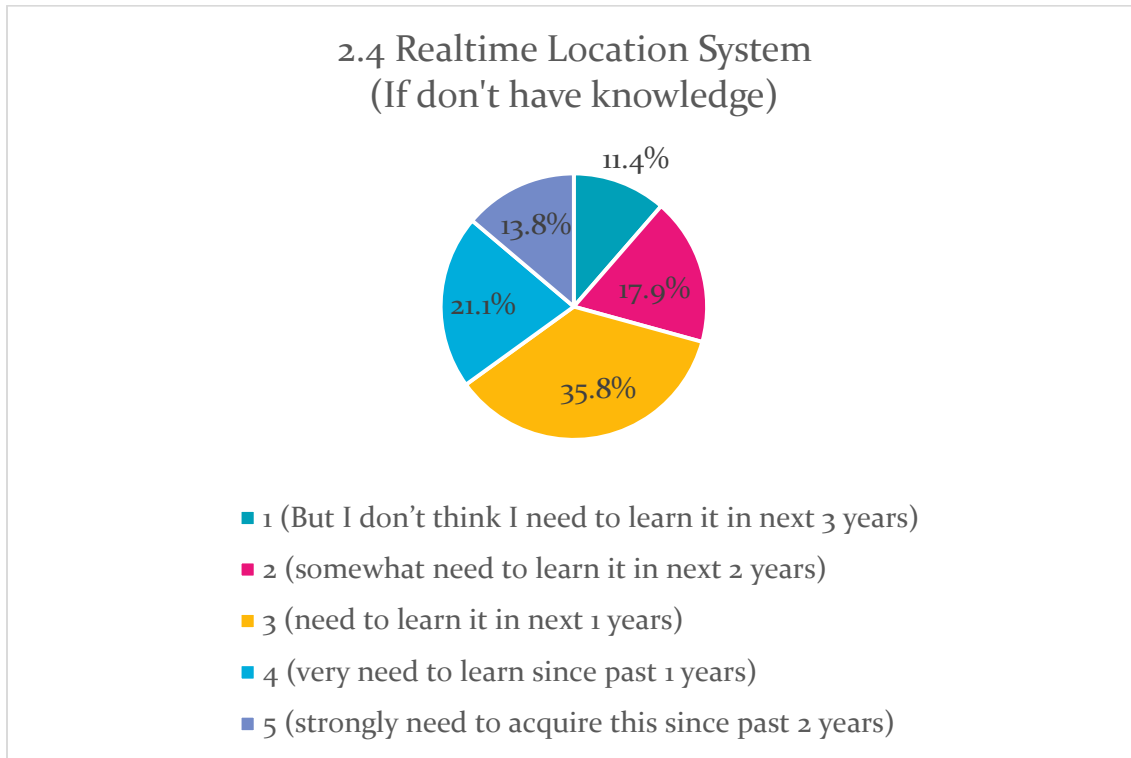 2.4 Realtime Location System
(If don't have knowledge)
11.4%
17.9%
35.8%
21.1%
13.8%
1 (But I don’t think I need to learn it in next 3 years)
2 (somewhat need to learn it in next 2 years)
3 (need to learn it in next 1 years)
4 (very need to learn since past 1 years)
5 (strongly need to acquire this since past 2 years)